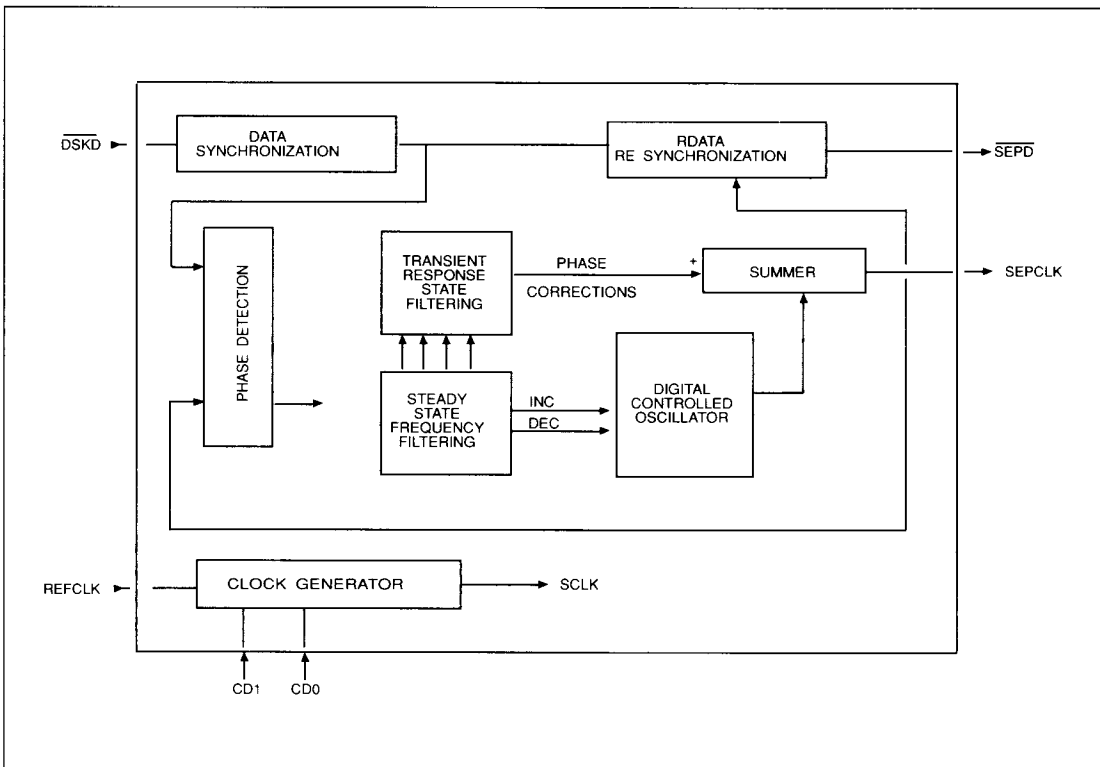 DSKD
DATA
SYNCHRONIZATION
RDATA
RE SYNCHRONIZATION
SEPD
PHASE DETECTION
TRANSIENT
RESPONSE
STATE
FILTERING
PHASE
CORRECTIONS
+
SUMMER
SEPCLK
STEADY
STATE
FREQUENCY
FILTERING
INC
DEC
DIGITAL
CONTROLLED
OSCILLATOR
REFCLK
CLOCK GENERATOR
SCLK
CD1
CD0